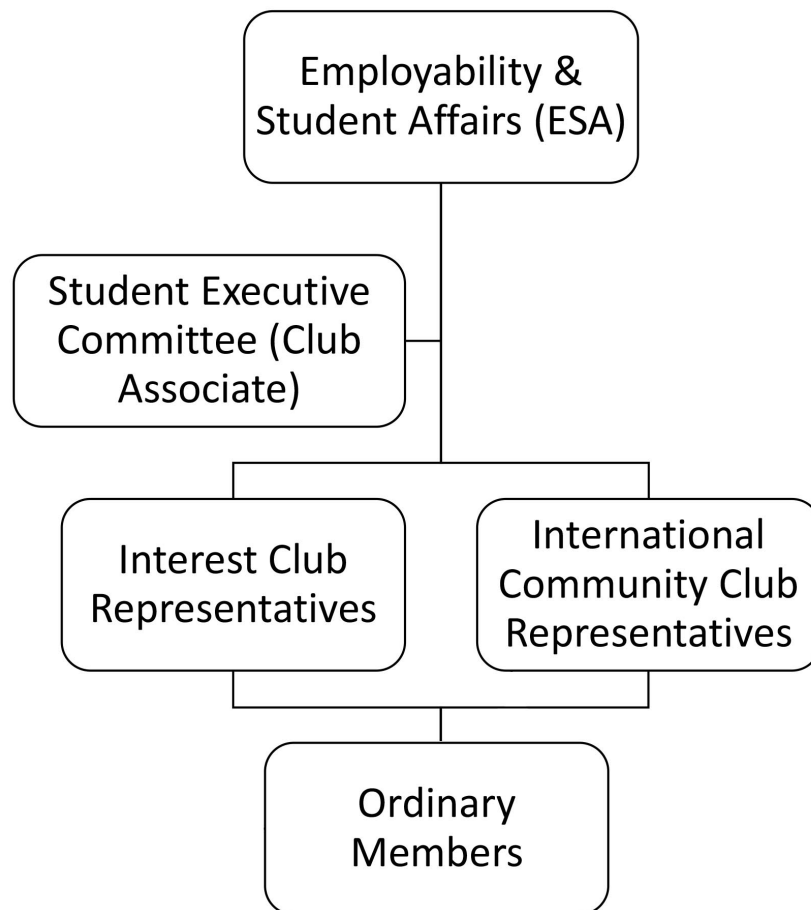 Employability &
Student Affairs (ESA)
Student Executive
Committee (Club
Associate)
Interest Club
Representatives
International
Community Club
Representatives
Ordinary
Members